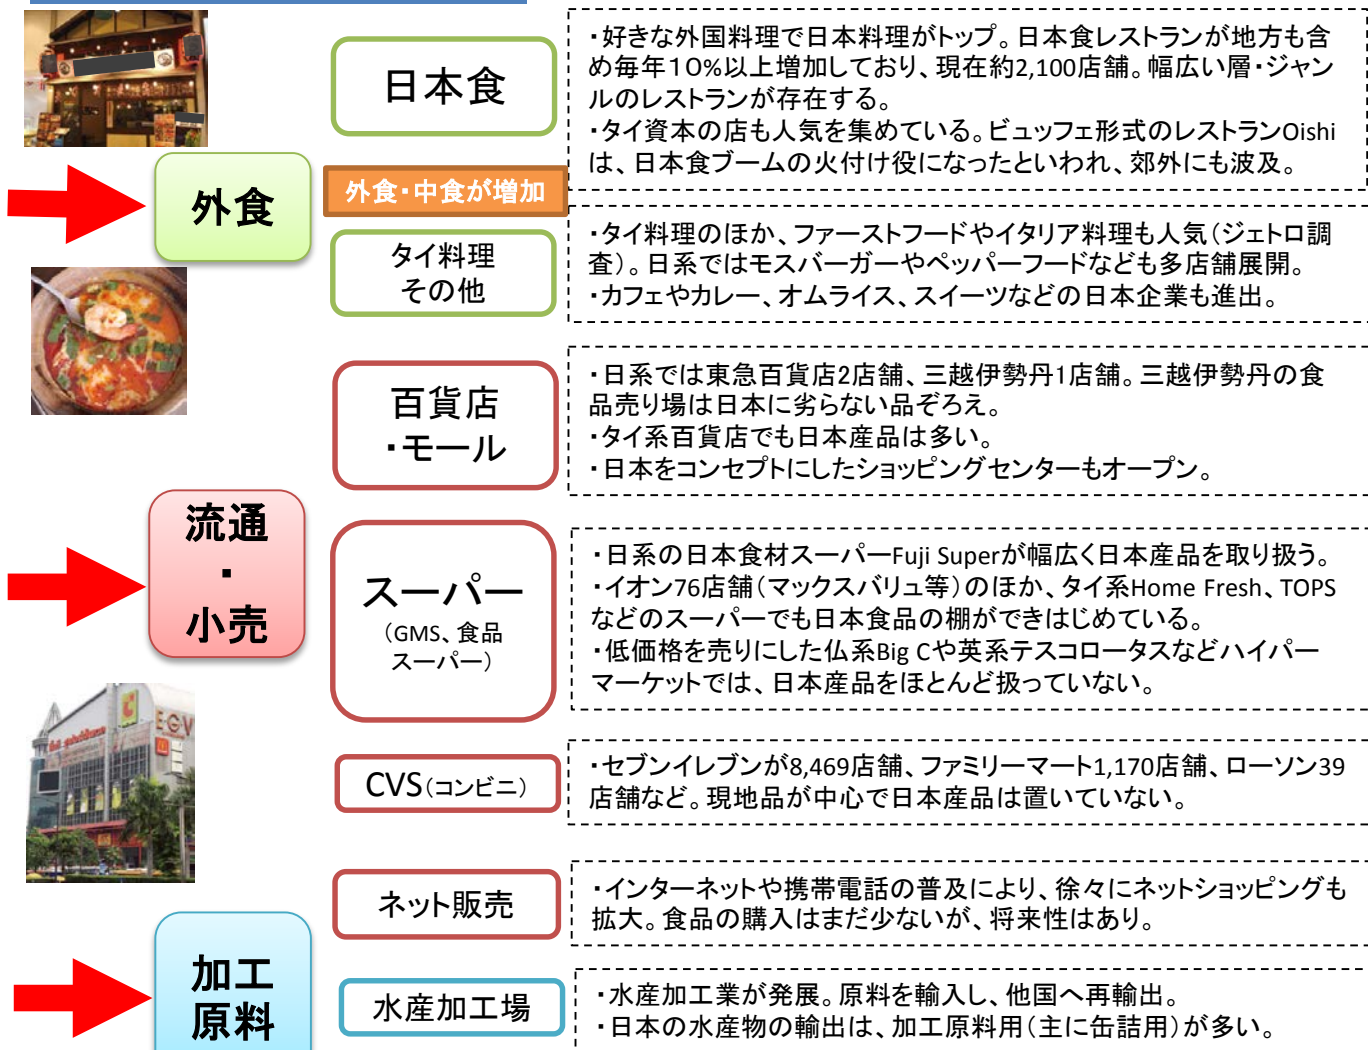 日本食
・好きな外国料理で日本料理がトップ。日本食レストランが地方も含
め毎年10%以上増加しており、現在約2,100店舗。幅広い層・ジャン
ルのレストランが存在する。
・タイ資本の店も人気を集めている。ビュッフェ形式のレストランOishi
は、日本食ブームの火付け役になったといわれ、郊外にも波及。
外食
外食・中食が増加
タイ料理
その他
・タイ料理のほか、ファーストフードやイタリア料理も人気(ジェトロ調
査)。日系ではモスバーガーやペッパーフードなども多店舗展開。
・カフェやカレー、オムライス、スイーツなどの日本企業も進出。
百貨店
・モール
・日系では東急百貨店2店舗、三越伊勢丹1店舗。三越伊勢丹の食
品売り場は日本に劣らない品ぞろえ。
・タイ系百貨店でも日本産品は多い。
・日本をコンセプトにしたショッピングセンターもオープン。
流通
・
小売
スーパー
(GMS、食品
スーパー)
・日系の日本食材スーパーFuji Superが幅広く日本産品を取り扱う。
・イオン76店舗(マックスバリュ等)のほか、タイ系Home Fresh、TOPS
などのスーパーでも日本食品の棚ができはじめている。
・低価格を売りにした仏系Big Cや英系テスコロータスなどハイパー
マーケットでは、日本産品をほとんど扱っていない。
EGV
CVS(コンビニ)
・セブンイレブンが8,469店舗、ファミリーマート1,170店舗、ローソン39
店舗など。現地品が中心で日本産品は置いていない。
ネット販売
・インターネットや携帯電話の普及により、徐々にネットショッピングも
拡大。食品の購入はまだ少ないが、将来性はあり。
加工
原料
水産加工場
・水産加工業が発展。原料を輸入し、他国へ再輸出。
・日本の水産物の輸出は、加工原料用(主に缶詰用)が多い。